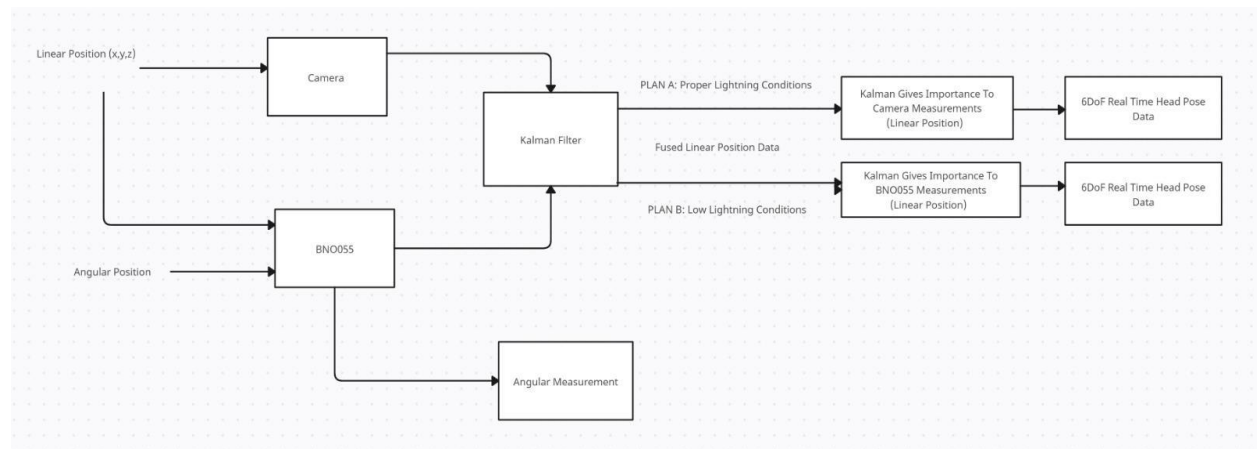 Linear Position (x,y,z)
Camera
Kalman Filter
PLAN A: Proper Lightning Conditions
Fused Linear Position Data
PLAN B: Low Lightning Conditions
Kalman Gives Importance To
Camera Measurements
(Linear Position)
6DoF Real Time Head Pose
Data
Kalman Gives Importance To
BNO055 Measurements
(Linear Position)
6DoF Real Time Head Pose
Data
BNO055
Angular Position
Angular Measurement